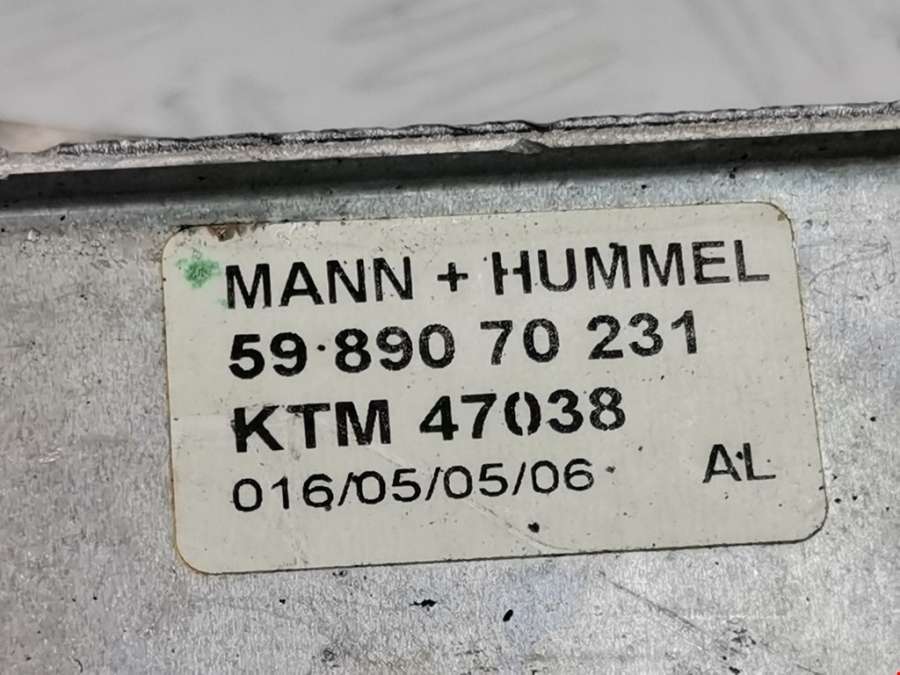 MANN + HUMMEL
59 890 70 231
KTM 47038
016/05/05/06 AL